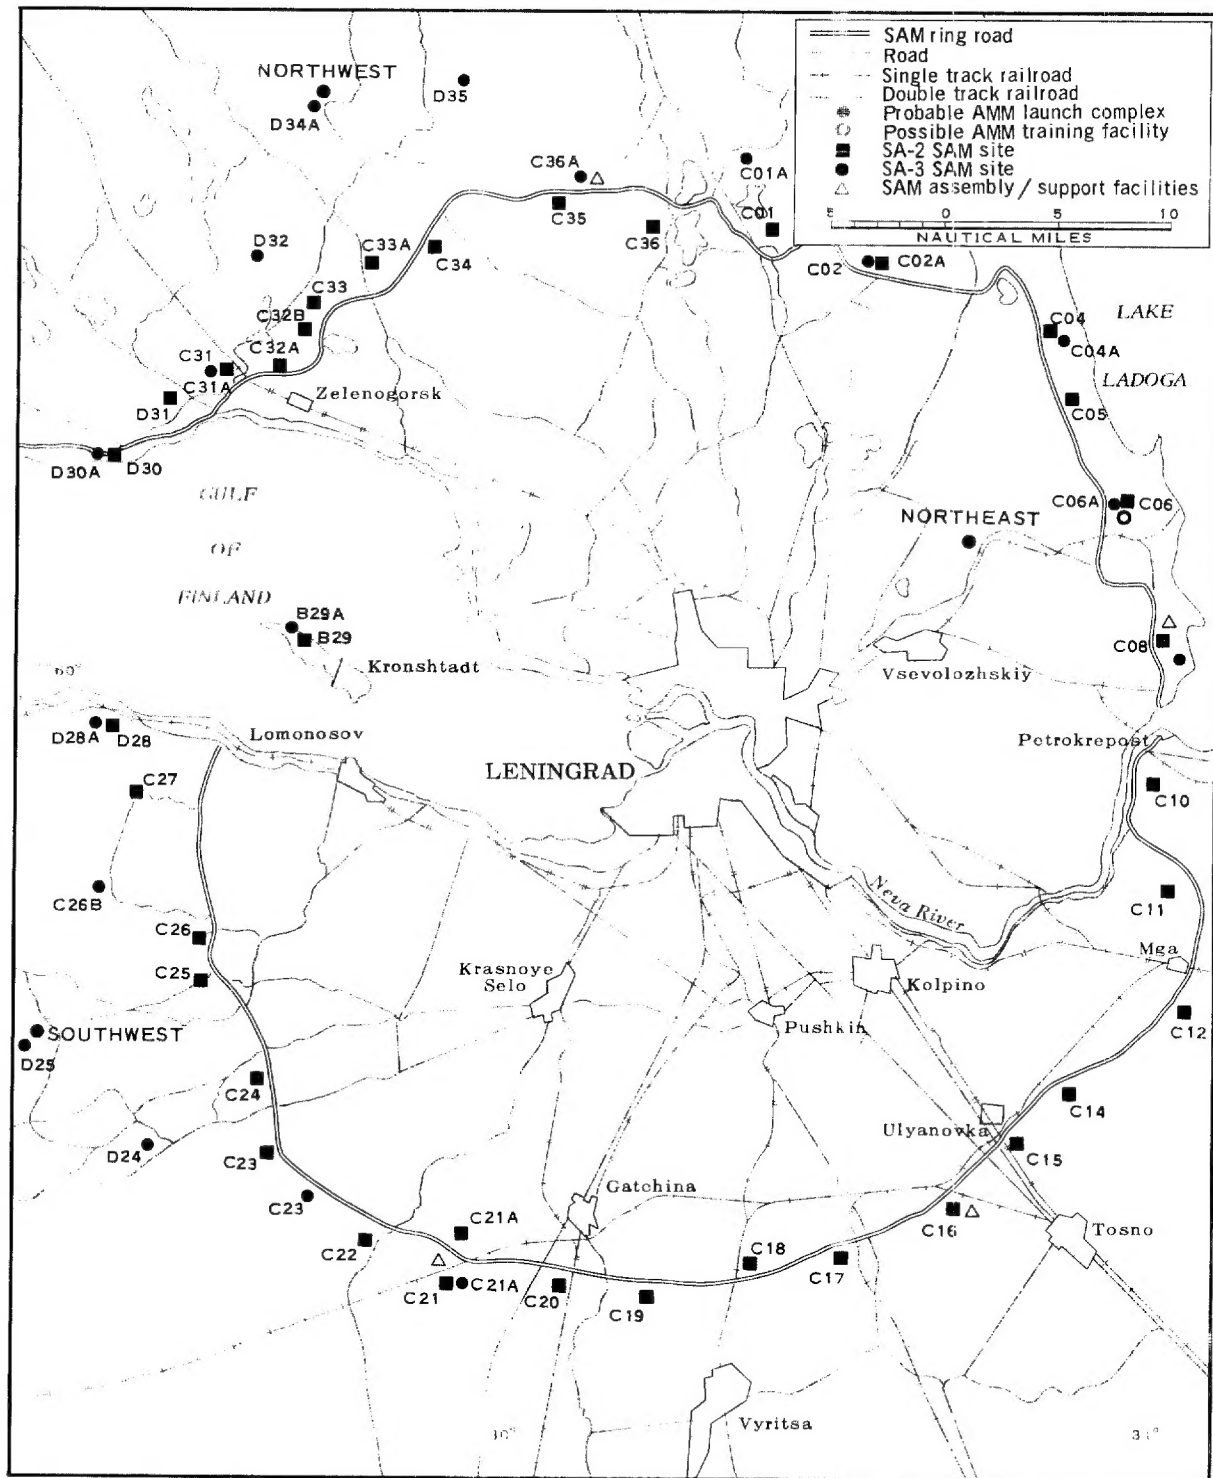 SAM ring road
Road
Single track railroad
Double track railroad
Probable AMM launch complex
Possible AMM training facility
SA-2 SAM site
SA-3 SAM site
SAM assembly / support facilities
5 0 5 10
NAUTICAL MILES
NORTHWEST
D34A
D35
C36A
C35
C36
C01A
C01
C02
C02A
D32
C33A
C34
C33
C32B
C32A
C31
C31A
D31
Zelenogorsk
D30A
D30
C04
C04A
C05
LAKE
LADOGA
C06A
C06
NORTHEAST
GULF
OF
FINLAND
B29A
B29
Kronshtadt
60°
C08
Vsevolozhskiy
D28A
D28
Lomonosov
Petrokrepost
C27
LENINGRAD
C10
C26B
Neva River
C11
C26
C25
Krasnoye
Selo
Kolpino
Mga
SOUTHWEST
D25
Pushkin
C12
C24
C14
D24
C23
Ulyanovka
C15
C23
Gatchina
C22
C21A
C16
Tosno
C21
C21A
C20
C19
C18
C17
Vyritsa
30°
31°